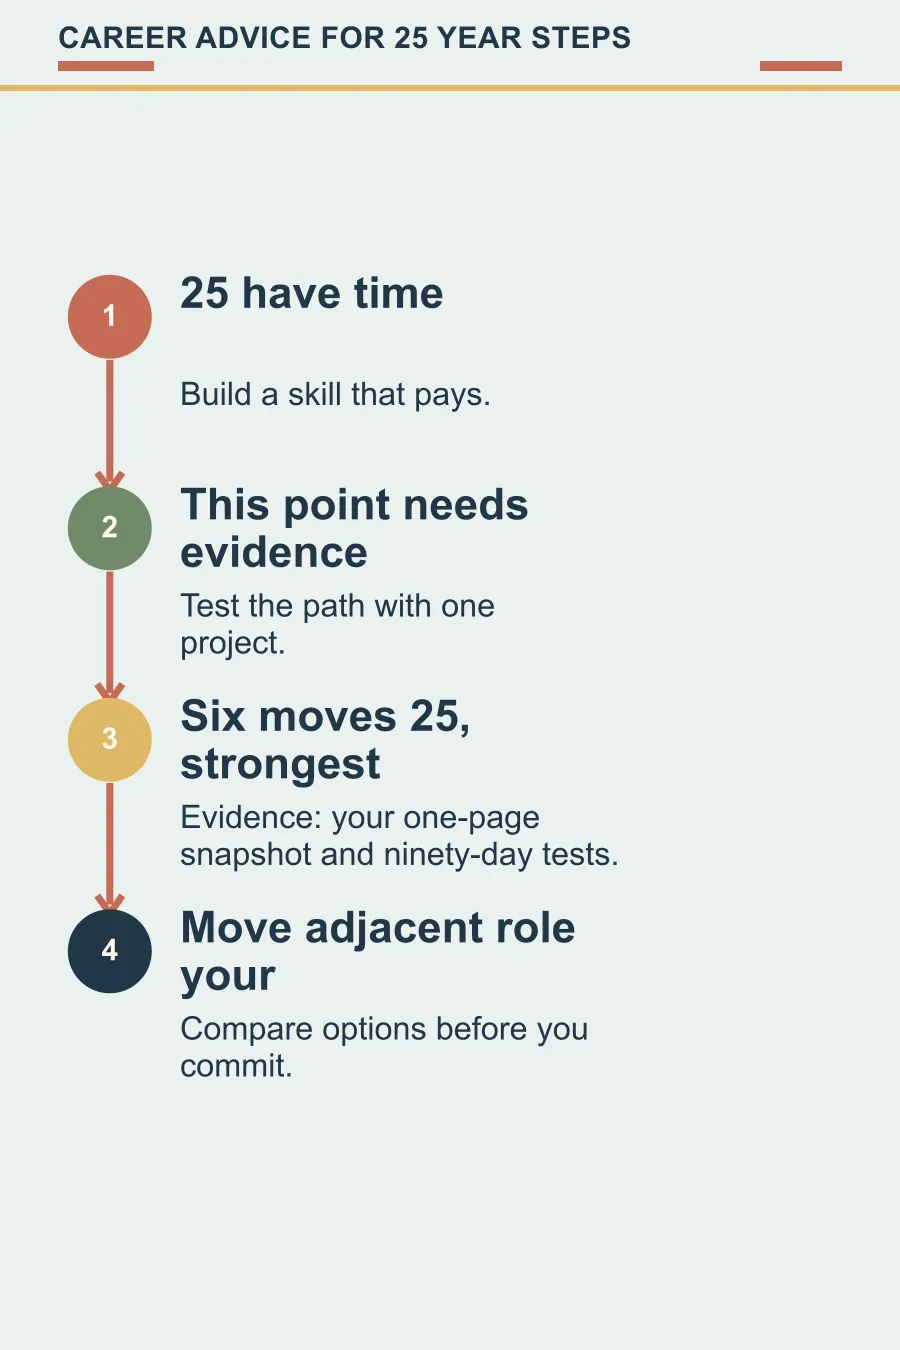 CAREER ADVICE FOR 25 YEAR STEPS
1
25 have time
Build a skill that pays.
2
This point needs
evidence
Test the path with one
project.
3
Six moves 25,
strongest
Evidence: your one-page
snapshot and ninety-day tests.
4
Move adjacent role
your
Compare options before you
commit.